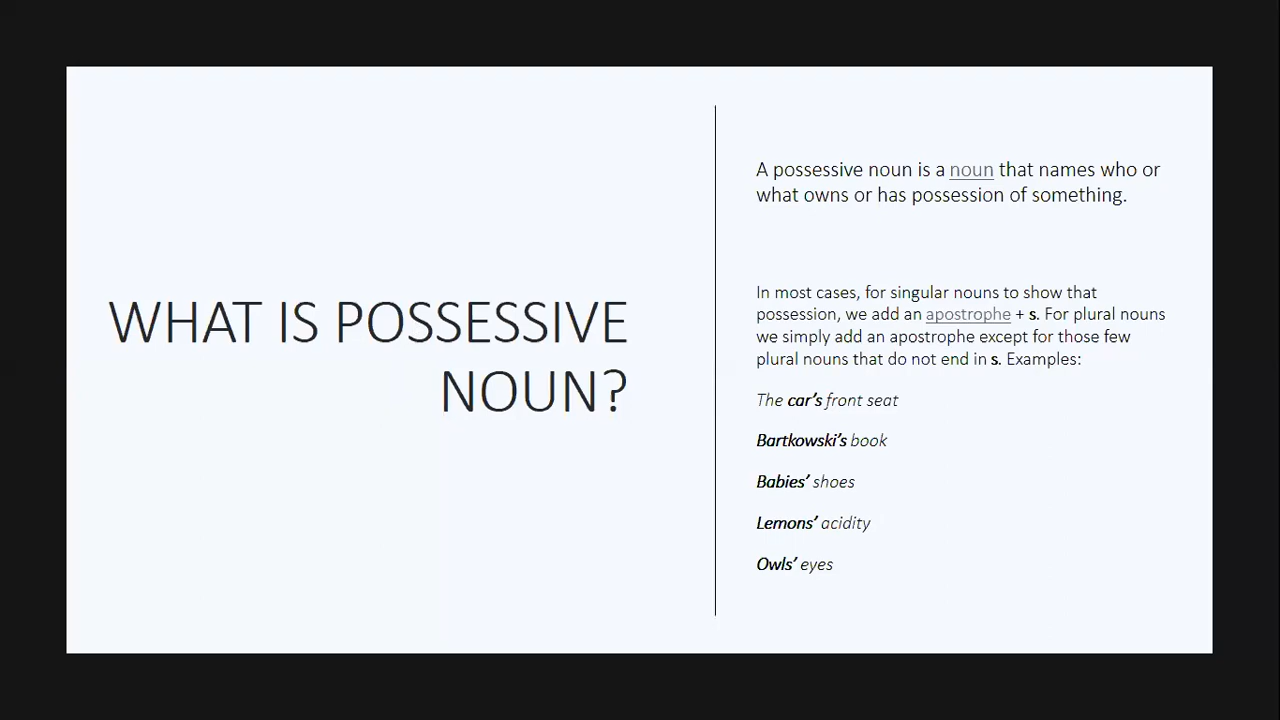 WHAT IS POSSESSIVE
NOUN?
A possessive noun is a noun that names who or
what owns or has possession of something.
In most cases, for singular nouns to show that
possession, we add an apostrophe + s. For plural nouns
we simply add an apostrophe except for those few
plural nouns that do not end in s. Examples:
The car’s front seat
Bartkowski’s book
Babies’ shoes
Lemons’ acidity
Owls’ eyes